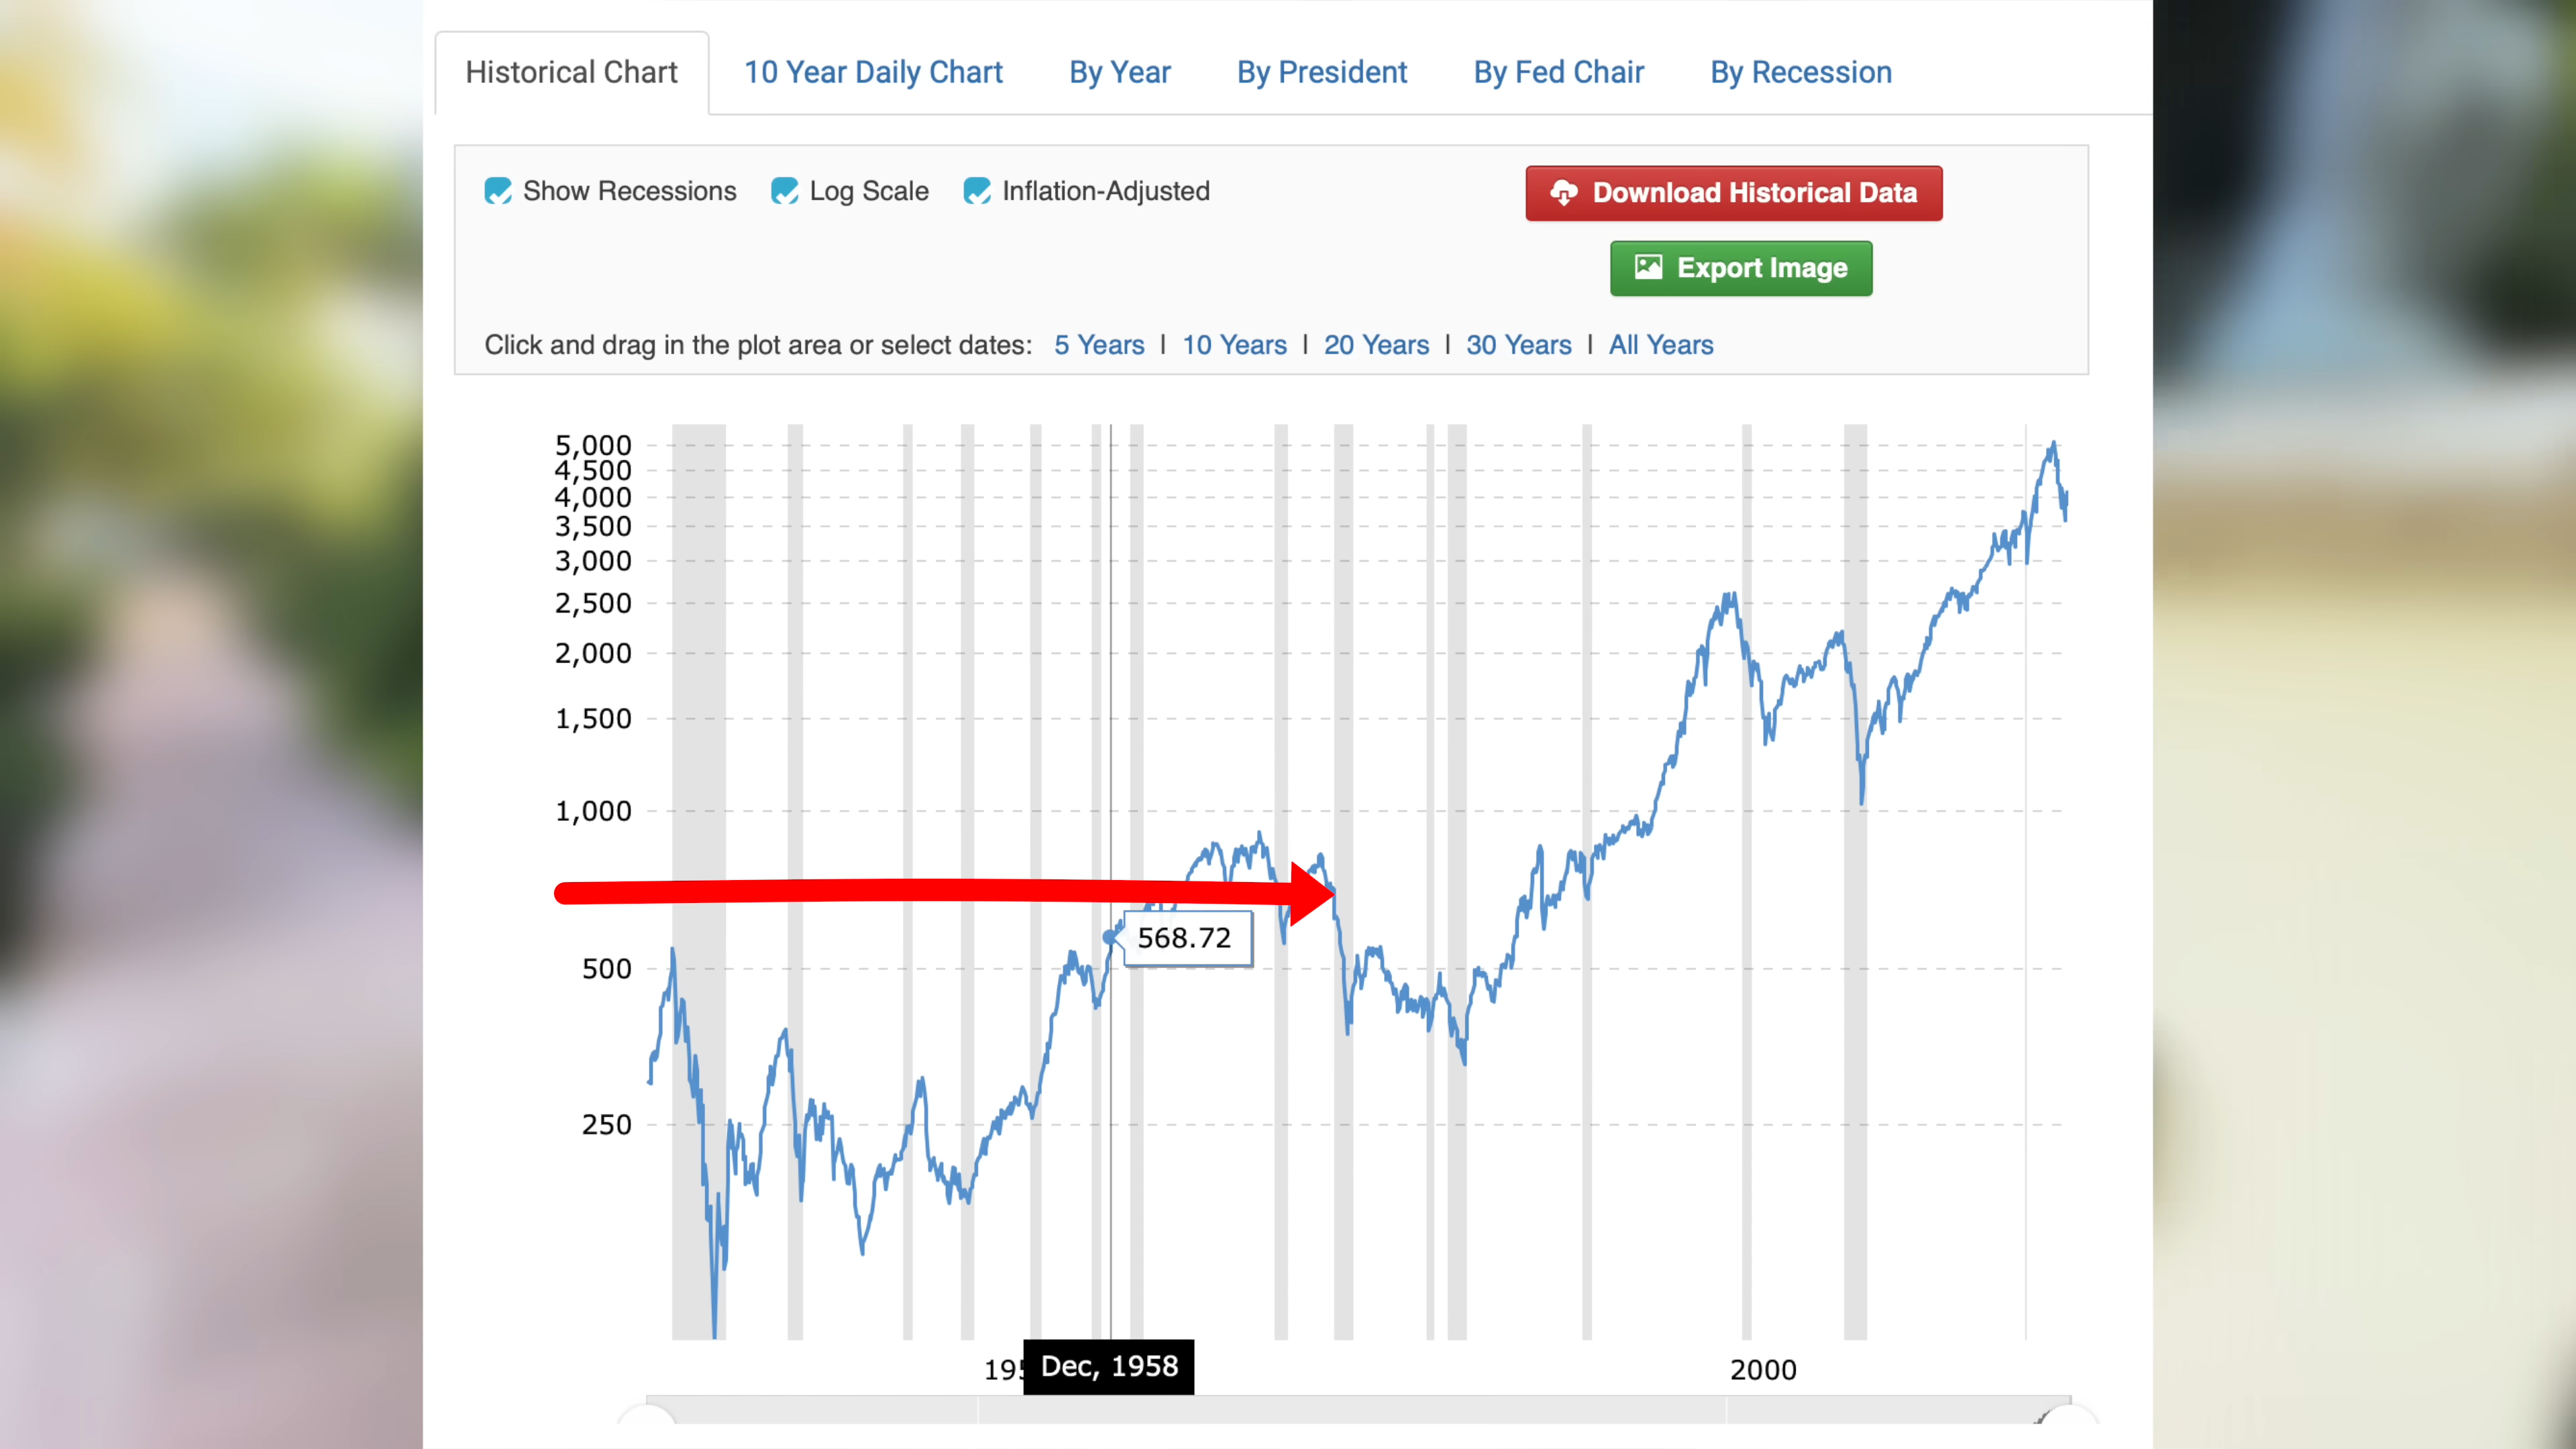 Historical Chart 10 Year Daily Chart By Year By President By Fed Chair By Recession
Show Recessions Log Scale Inflation-Adjusted Download Historical Data
Export Image
Click and drag in the plot area or select dates: 5 Years | 10 Years | 20 Years | 30 Years | All Years
5,000
4,500
4,000
3,500
3,000
2,500
2,000
1,500
1,000
568.72
500
250
Dec, 1958
2000